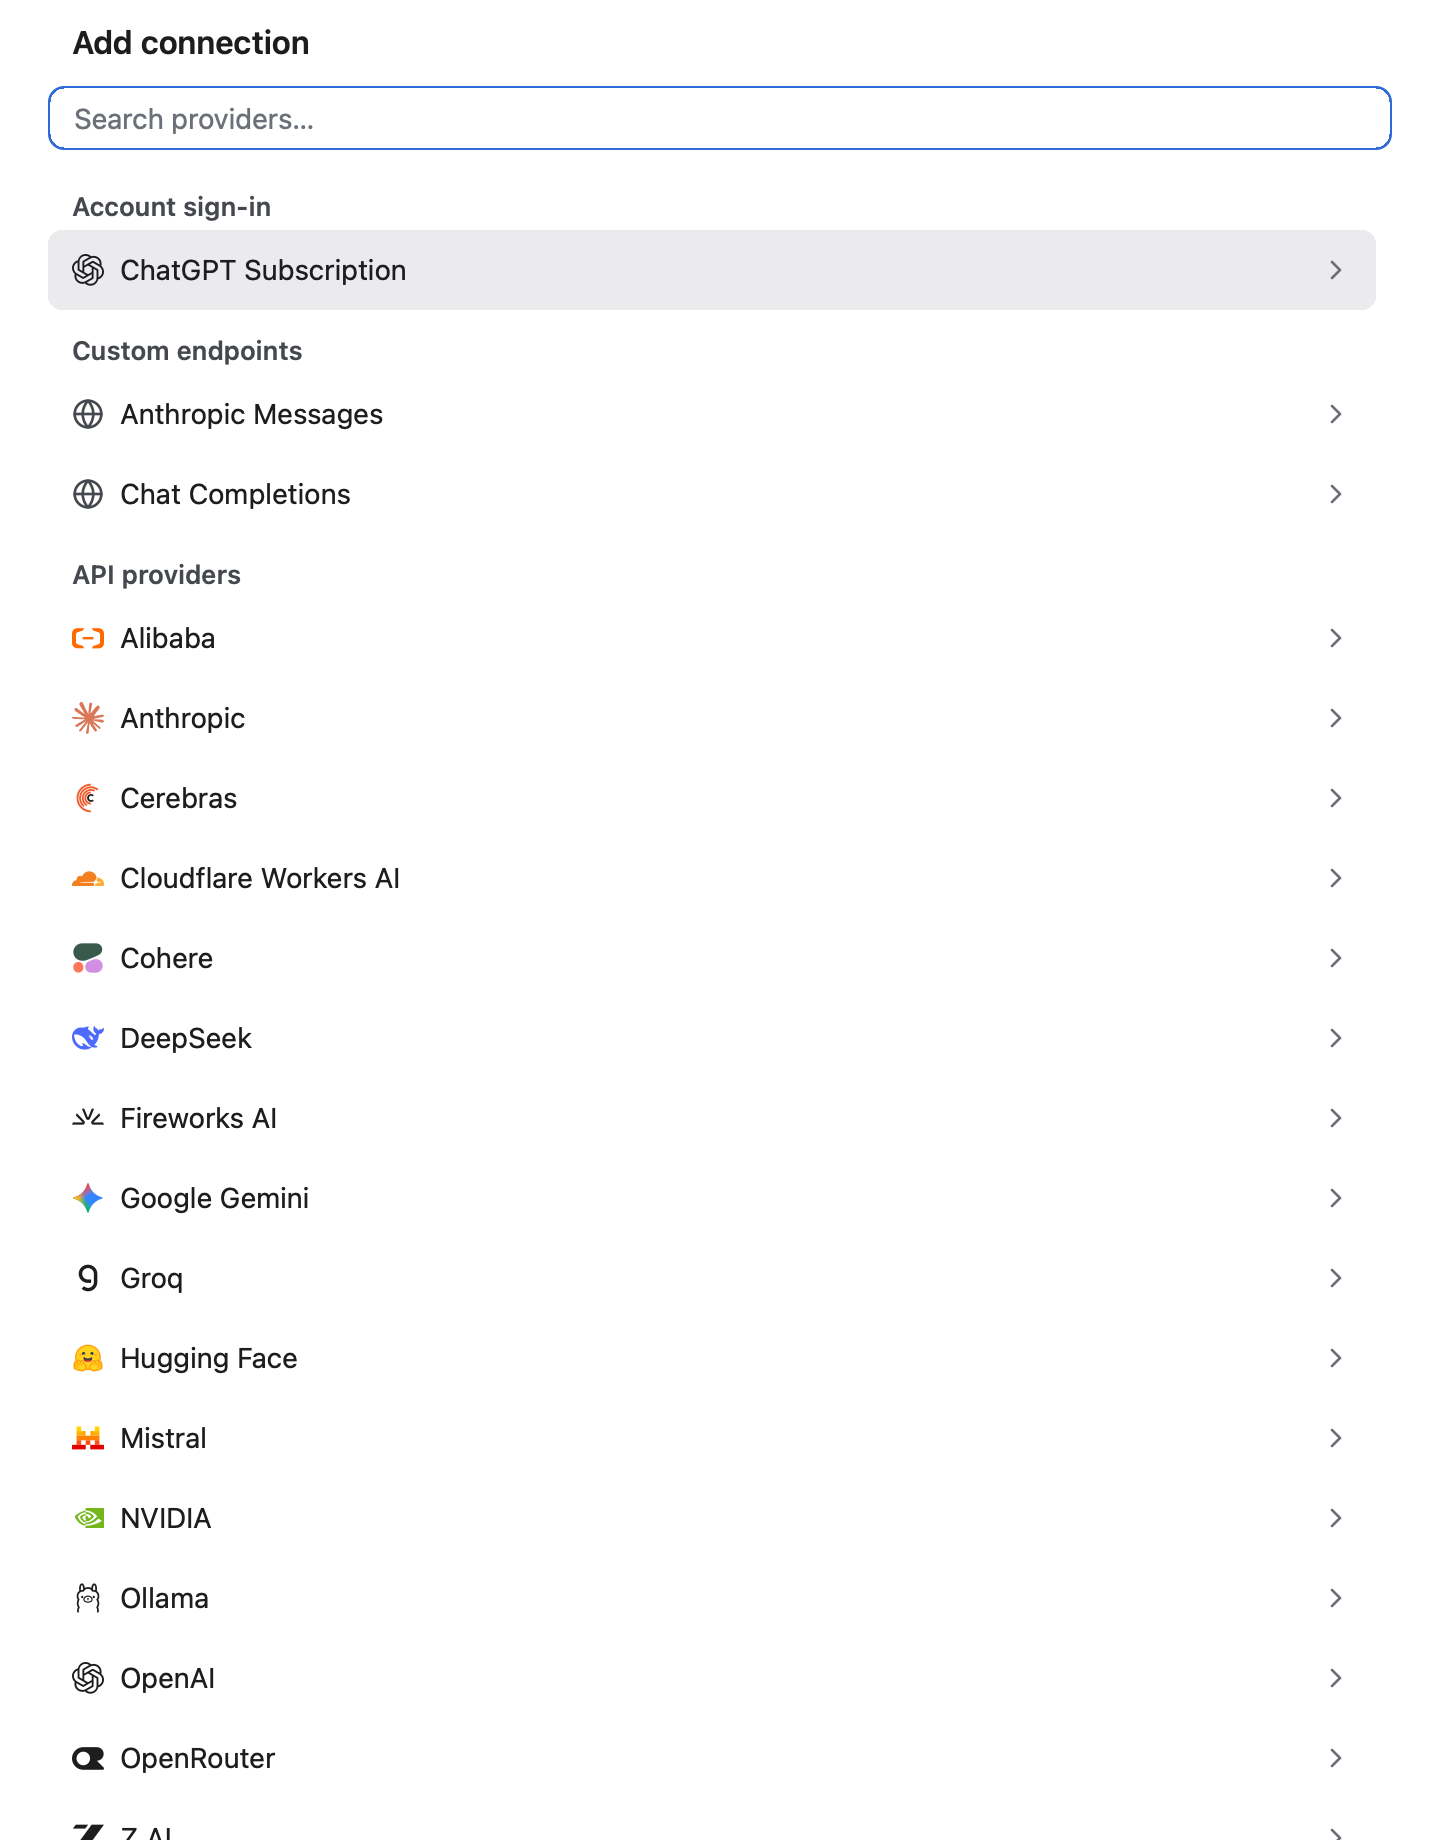 Add connection
Search providers...
Account sign-in
ChatGPT Subscription
Custom endpoints
Anthropic Messages
Chat Completions
API providers
Alibaba
Anthropic
Cerebras
Cloudflare Workers AI
Cohere
DeepSeek
Fireworks AI
Google Gemini
Groq
Hugging Face
Mistral
NVIDIA
Ollama
OpenAI
OpenRouter